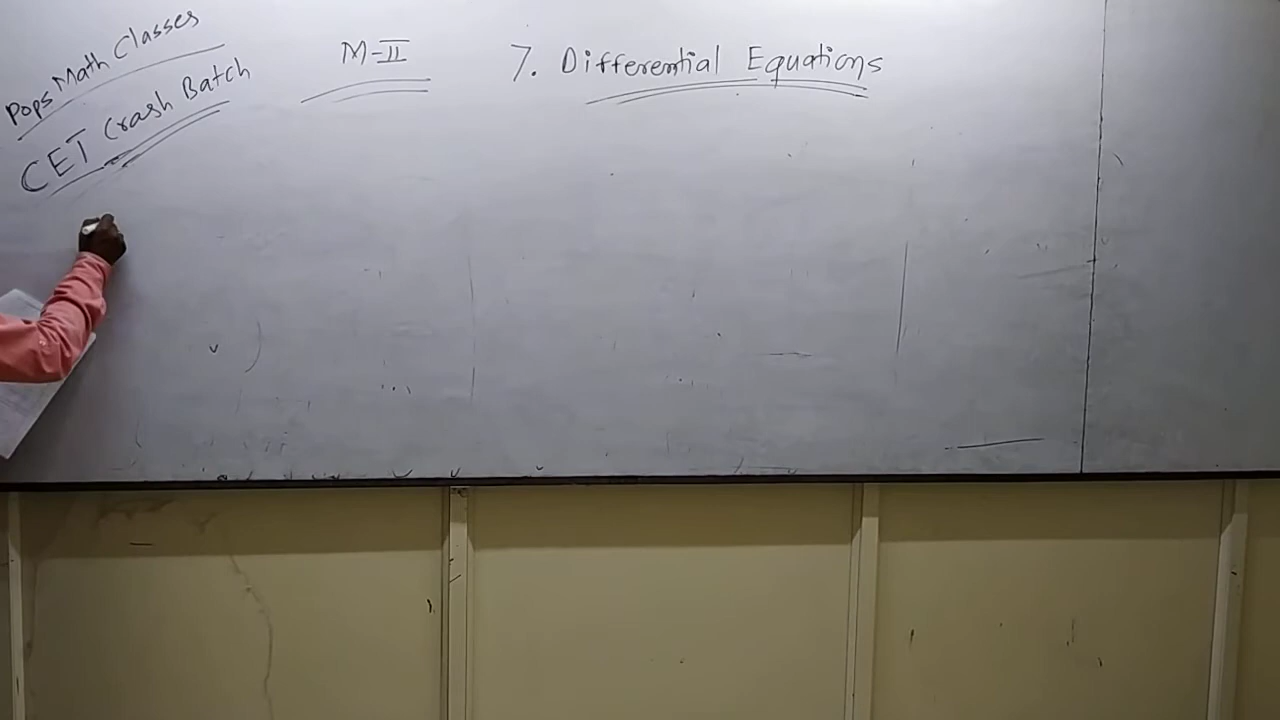 Pops Math Classes
CET Crash Batch
M-II
7. Differential Equations